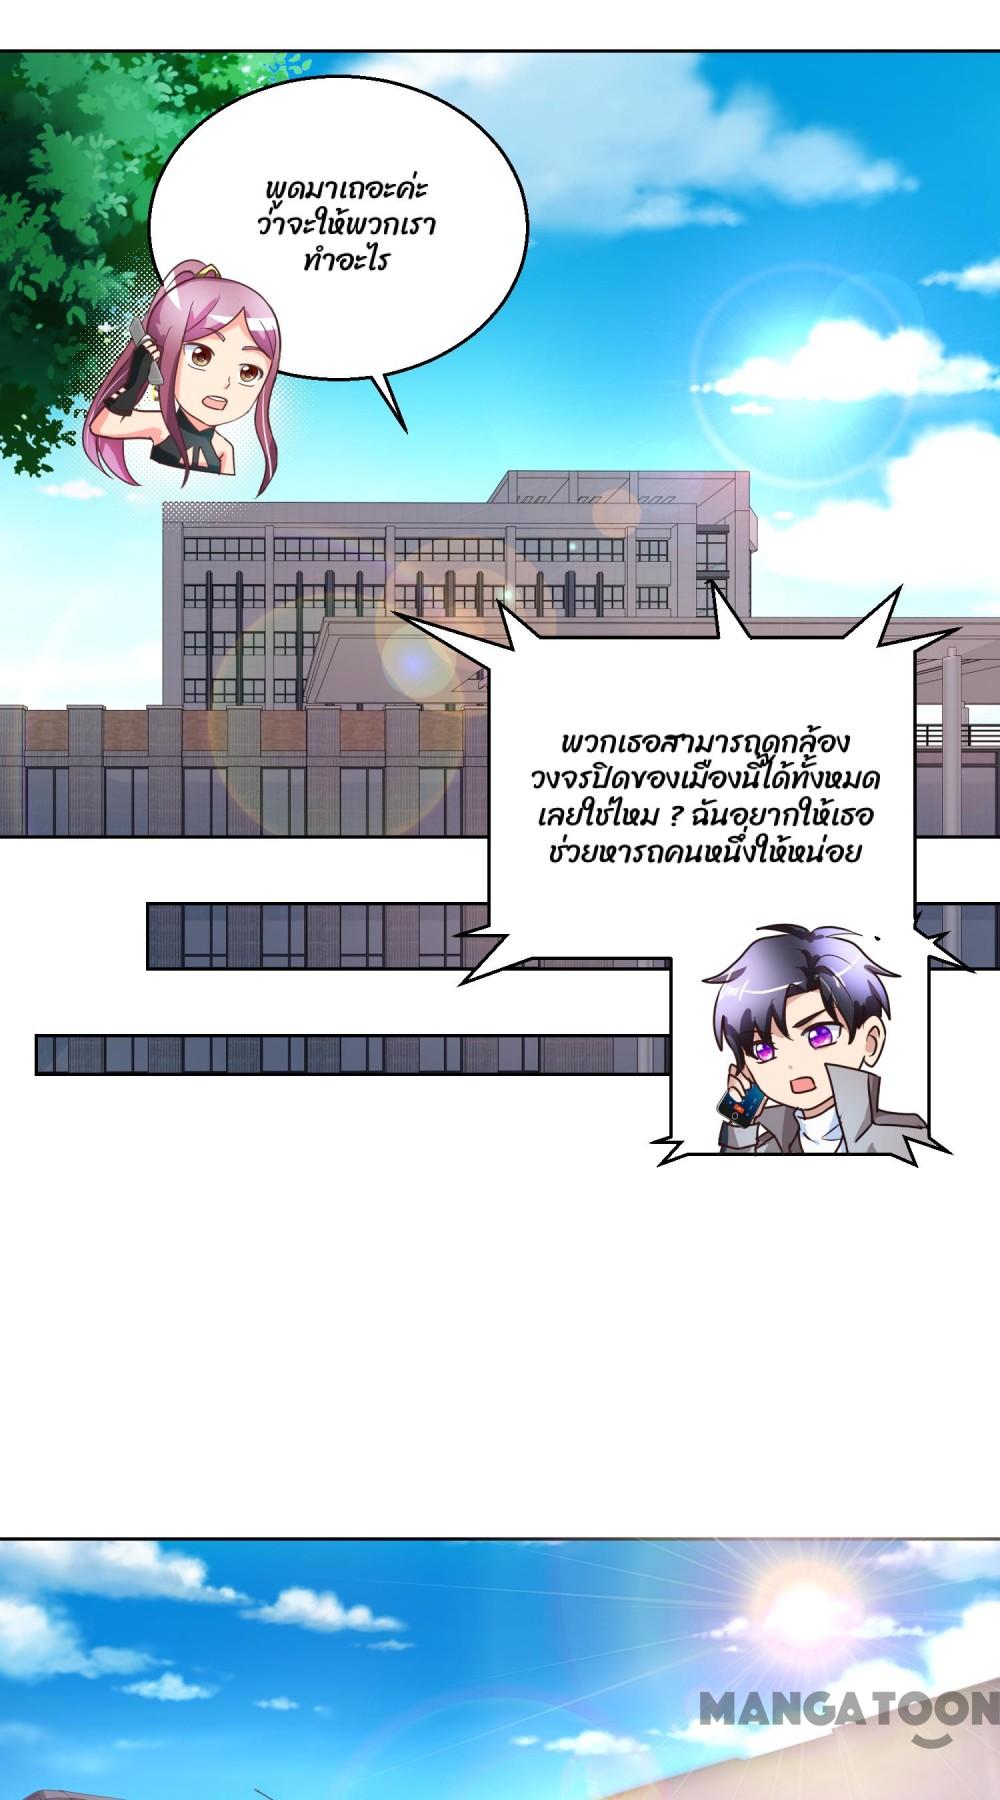 พูดมาเถอะค่ะ
ว่าจะให้พวกเรา
ทำอะไร
พวกเธอสามารถดูกล้อง
วงจรปิดของเมืองนี้ได้ทั้งหมด
เลยใช่ไหม ? ฉันอยากให้เธอ
ช่วยหารถคนหนึ่งให้หน่อย
MANGATOON